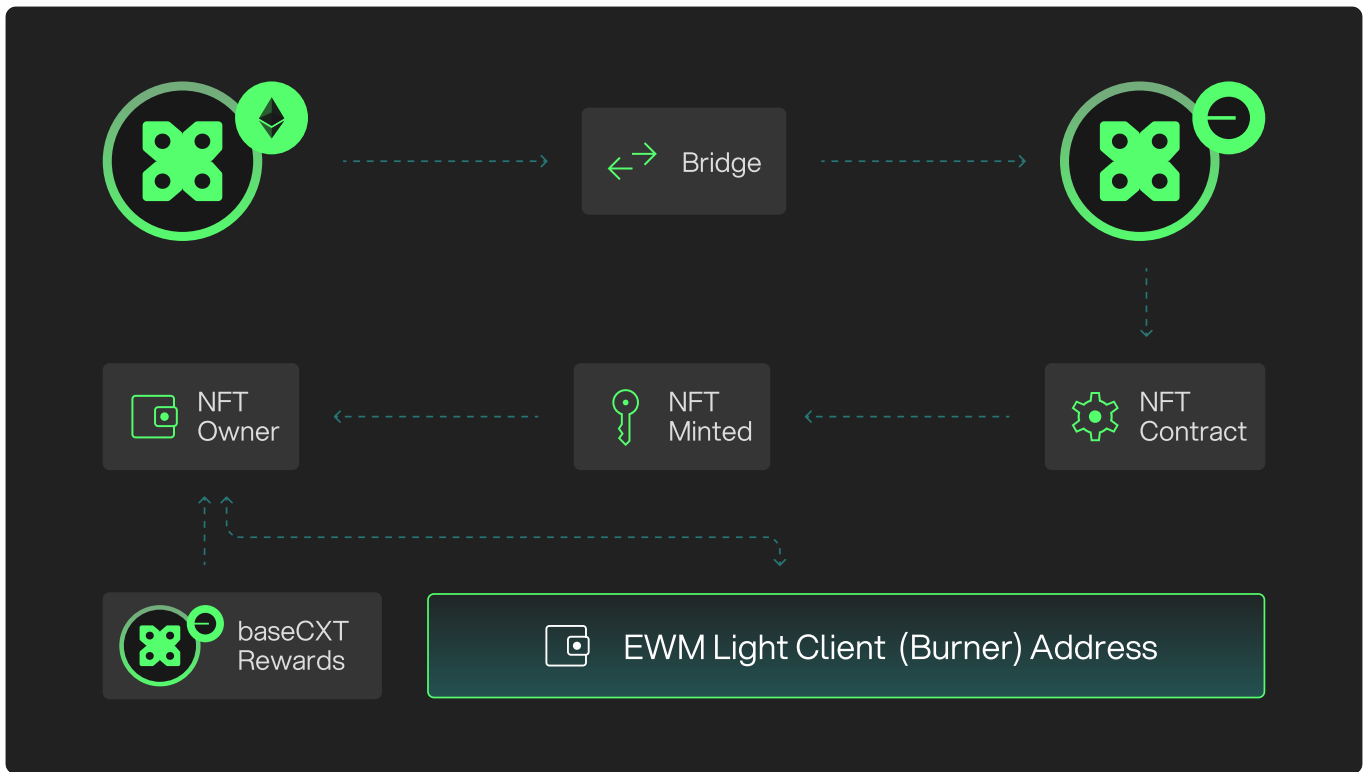 Bridge
NFT
Owner
NFT
Minted
NFT
Contract
baseCXT
Rewards
EWM Light Client (Burner) Address